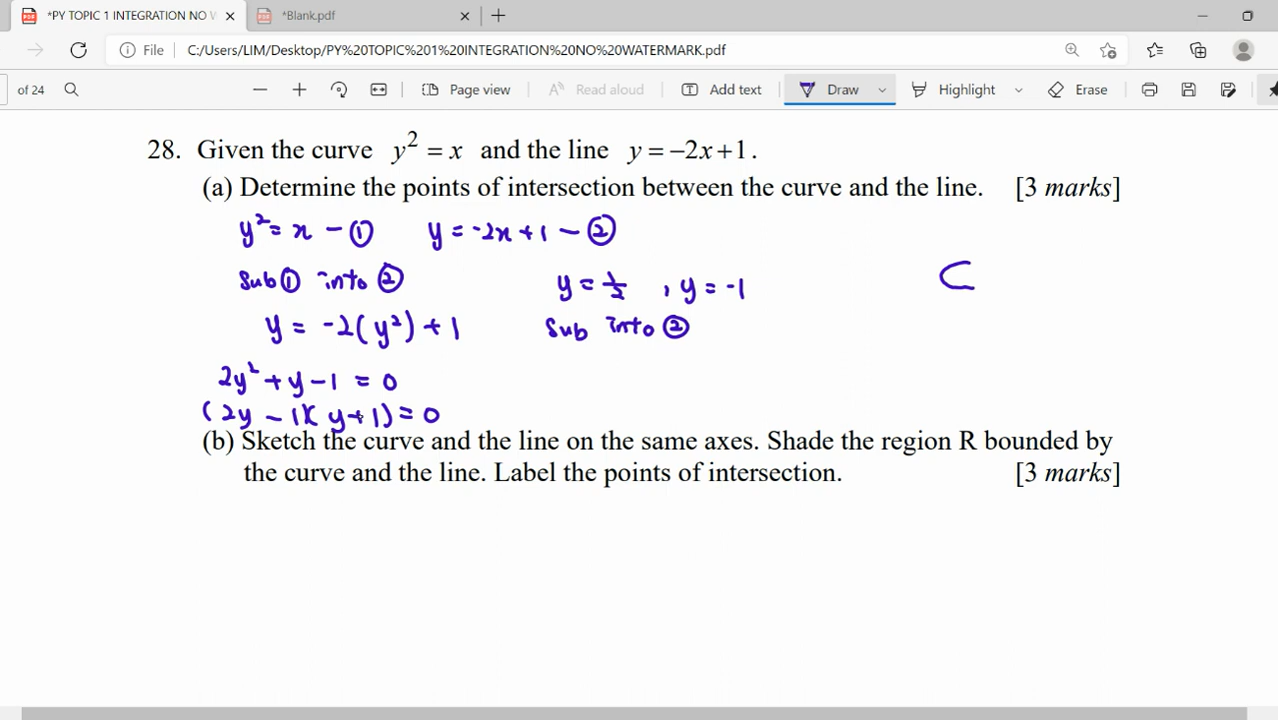 *PY TOPIC 1 INTEGRATION NO W
*Blank.pdf
File
C:/Users/LIM/Desktop/PY%20TOPIC%201%20INTEGRATION%20NO%20WATERMARK.pdf
of 24
Page view
Read aloud
Add text
Draw
Highlight
Erase
28. Given the curve y² = x and the line y = −2x + 1.
(a) Determine the points of intersection between the curve and the line. [3 marks]
y² = x − ① y = -2x + 1 − ②
Sub ① into ② y = 1/2 , y = -1
y = -2(y²) + 1 Sub into ②
2y² + y − 1 = 0
(2y − 1)(y + 1) = 0
(b) Sketch the curve and the line on the same axes. Shade the region R bounded by
the curve and the line. Label the points of intersection. [3 marks]